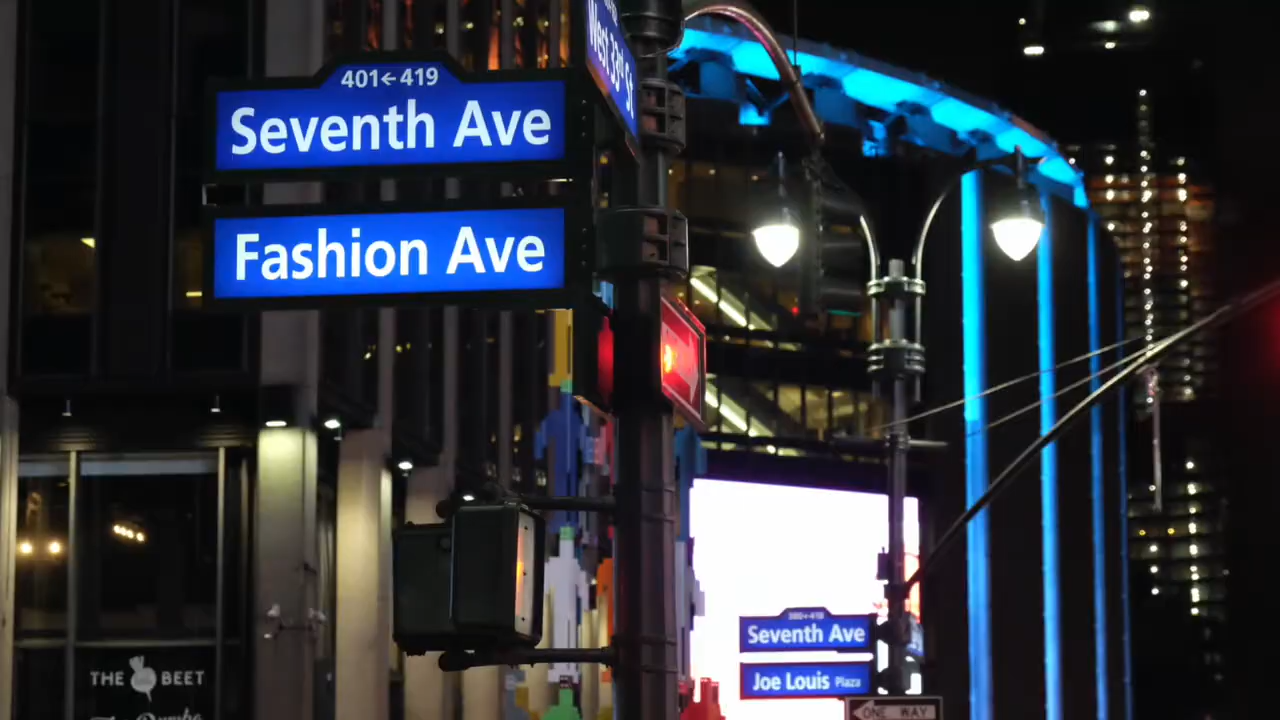 401←419
Seventh Ave
Fashion Ave
West 33rd St
Seventh Ave
Joe Louis Plaza
ONE WAY
THE BEET